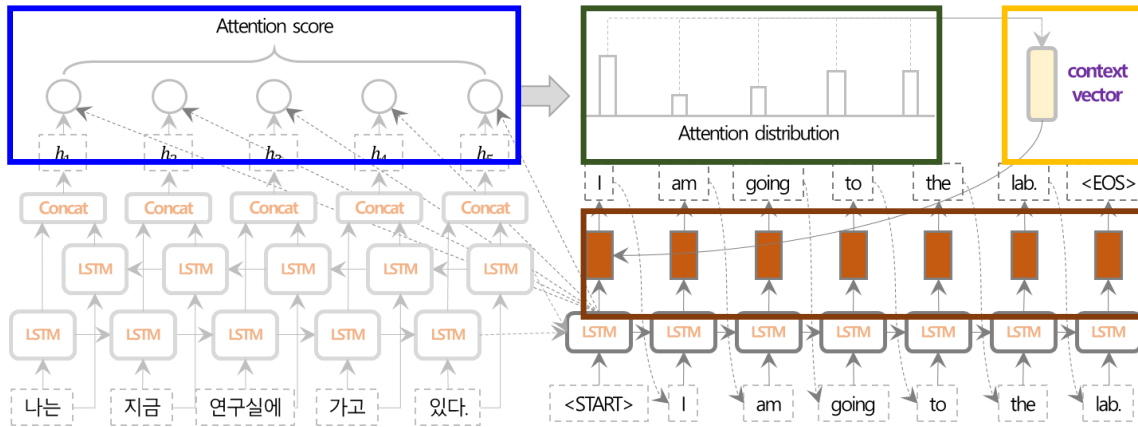 Attention score
h₁
h₂
h₃
h₄
h₅
Concat
Concat
Concat
Concat
Concat
LSTM
LSTM
LSTM
LSTM
LSTM
LSTM
LSTM
LSTM
LSTM
LSTM
나는
지금
연구실에
가고
있다.
Attention distribution
context
vector
I
am
going
to
the
lab.
<EOS>
LSTM
LSTM
LSTM
LSTM
LSTM
LSTM
LSTM
<START>
I
am
going
to
the
lab.